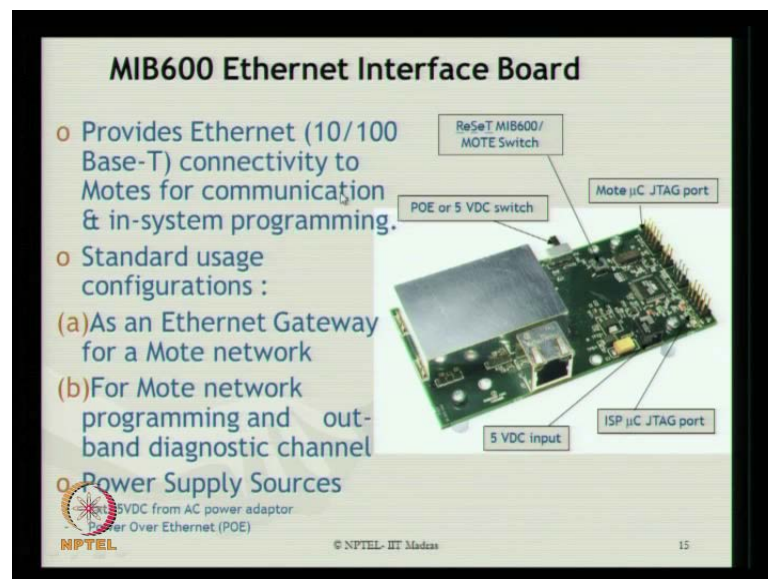 MIB600 Ethernet Interface Board
o Provides Ethernet (10/100
Base-T) connectivity to
Motes for communication
& in-system programming.
o Standard usage
configurations :
(a)As an Ethernet Gateway
for a Mote network
(b)For Mote network
programming and out-
band diagnostic channel
o Power Supply Sources
5VDC from AC power adaptor
- Power Over Ethernet (POE)
ReSeT MIB600/
MOTE Switch
POE or 5 VDC switch
Mote µC JTAG port
5 VDC input
ISP µC JTAG port
NPTEL
© NPTEL- IIT Madras
15